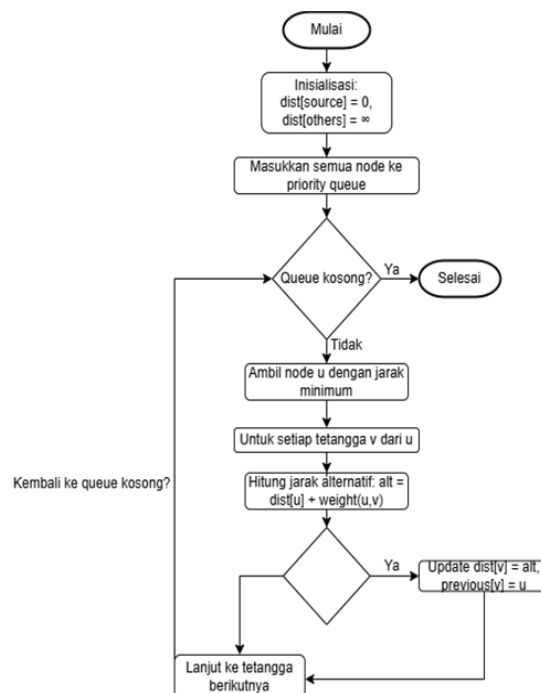 Mulai
Inisialisasi:
dist[source] = 0,
dist[others] = ∞
Masukkan semua node ke
priority queue
Queue kosong?
Ya
Selesai
Tidak
Ambil node u dengan jarak
minimum
Untuk setiap tetangga v dari u
Kembali ke queue kosong?
Hitung jarak alternatif: alt =
dist[u] + weight(u,v)
Ya
Update dist[v] = alt,
previous[v] = u
Lanjut ke tetangga
berikutnya